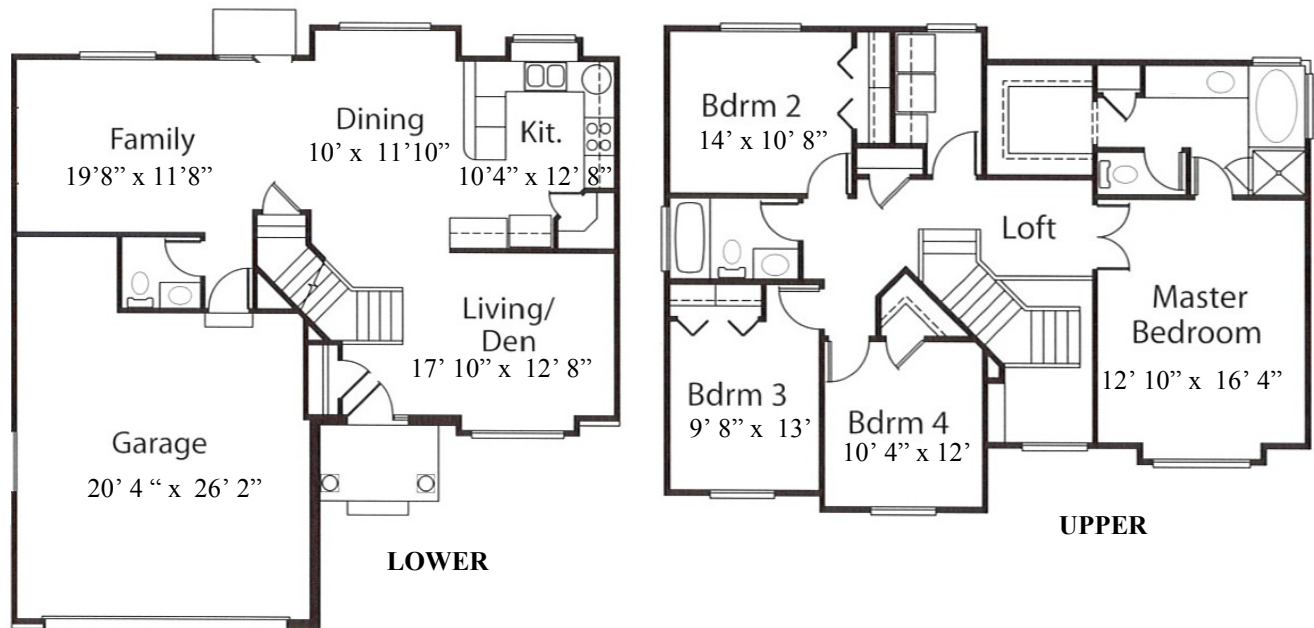 Family
19’8” x 11’8”
Dining
10’ x 11’10”
Kit.
10’4” x 12’ 8”
Living/
Den
17’ 10” x 12’ 8”
Garage
20’ 4 “ x 26’ 2”
LOWER
Bdrm 2
14’ x 10’ 8”
Loft
Master
Bedroom
12’ 10” x 16’ 4”
Bdrm 3
9’ 8” x 13’
Bdrm 4
10’ 4” x 12’
UPPER